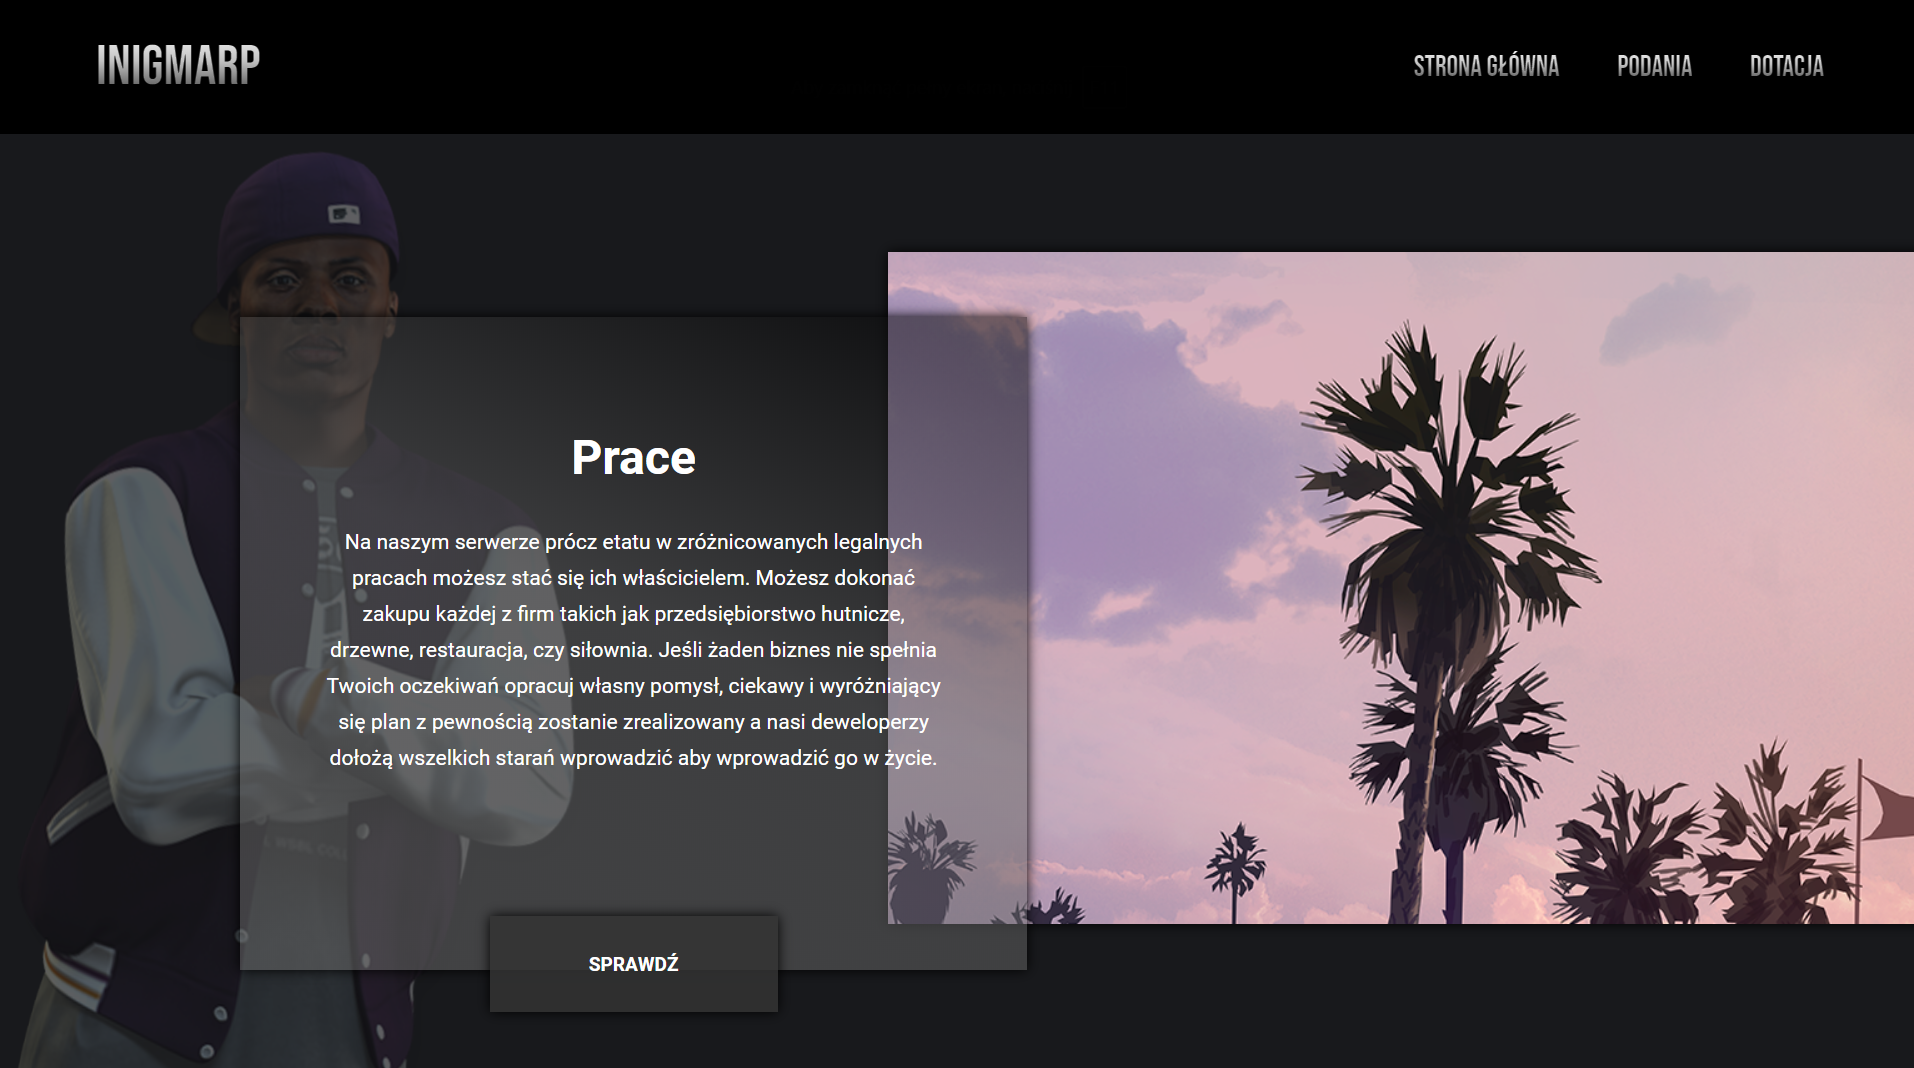 INIGMARP
STRONA GŁÓWNA PODANIA DOTACJA
Prace
Na naszym serwerze prócz etatu w zróżnicowanych legalnych
pracach możesz stać się ich właścicielem. Możesz dokonać
zakupu każdej z firm takich jak przedsiębiorstwo hutnicze,
drzewne, restauracja, czy siłownia. Jeśli żaden biznes nie spełnia
Twoich oczekiwań opracuj własny pomysł, ciekawy i wyróżniający
się plan z pewnością zostanie zrealizowany a nasi deweloperzy
dołożą wszelkich starań wprowadzić aby wprowadzić go w życie.
SPRAWDŹ